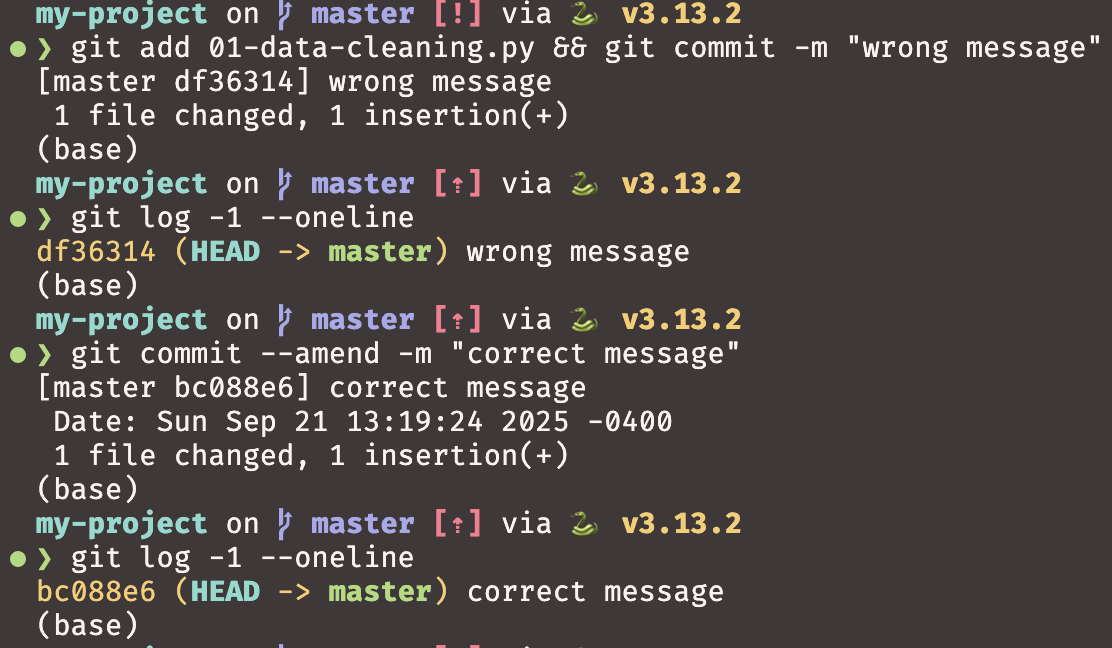 my-project on master [!] via 🐍 v3.13.2
❯ git add 01-data-cleaning.py && git commit -m "wrong message"
[master df36314] wrong message
1 file changed, 1 insertion(+)
(base)
my-project on master [⇡] via 🐍 v3.13.2
❯ git log -1 --oneline
df36314 (HEAD -> master) wrong message
(base)
my-project on master [⇡] via 🐍 v3.13.2
❯ git commit --amend -m "correct message"
[master bc088e6] correct message
Date: Sun Sep 21 13:19:24 2025 -0400
1 file changed, 1 insertion(+)
(base)
my-project on master [⇡] via 🐍 v3.13.2
❯ git log -1 --oneline
bc088e6 (HEAD -> master) correct message
(base)